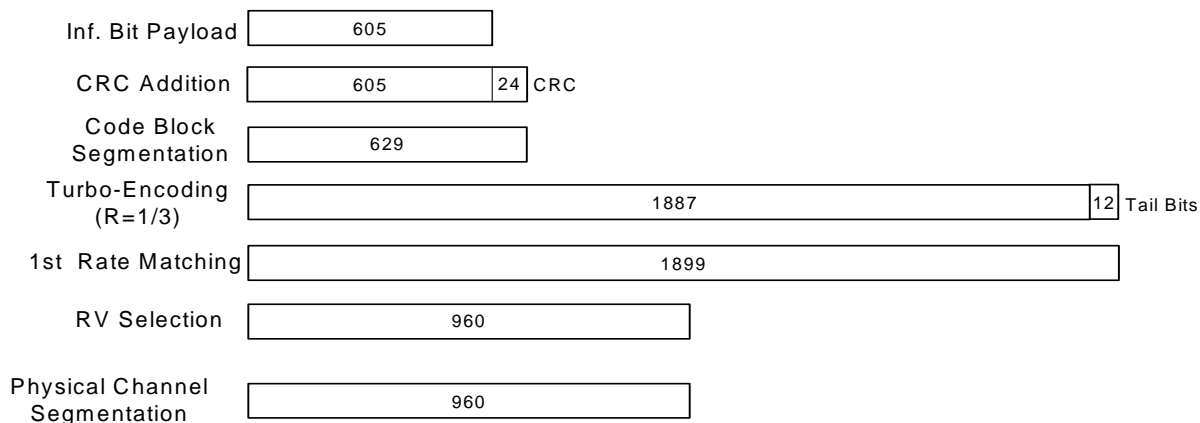 Inf. Bit Payload 605
CRC Addition 605 24 CRC
Code Block
Segmentation 629
Turbo-Encoding
(R=1/3) 1887 12 Tail Bits
1st Rate Matching 1899
RV Selection 960
Physical Channel
Segmentation 960